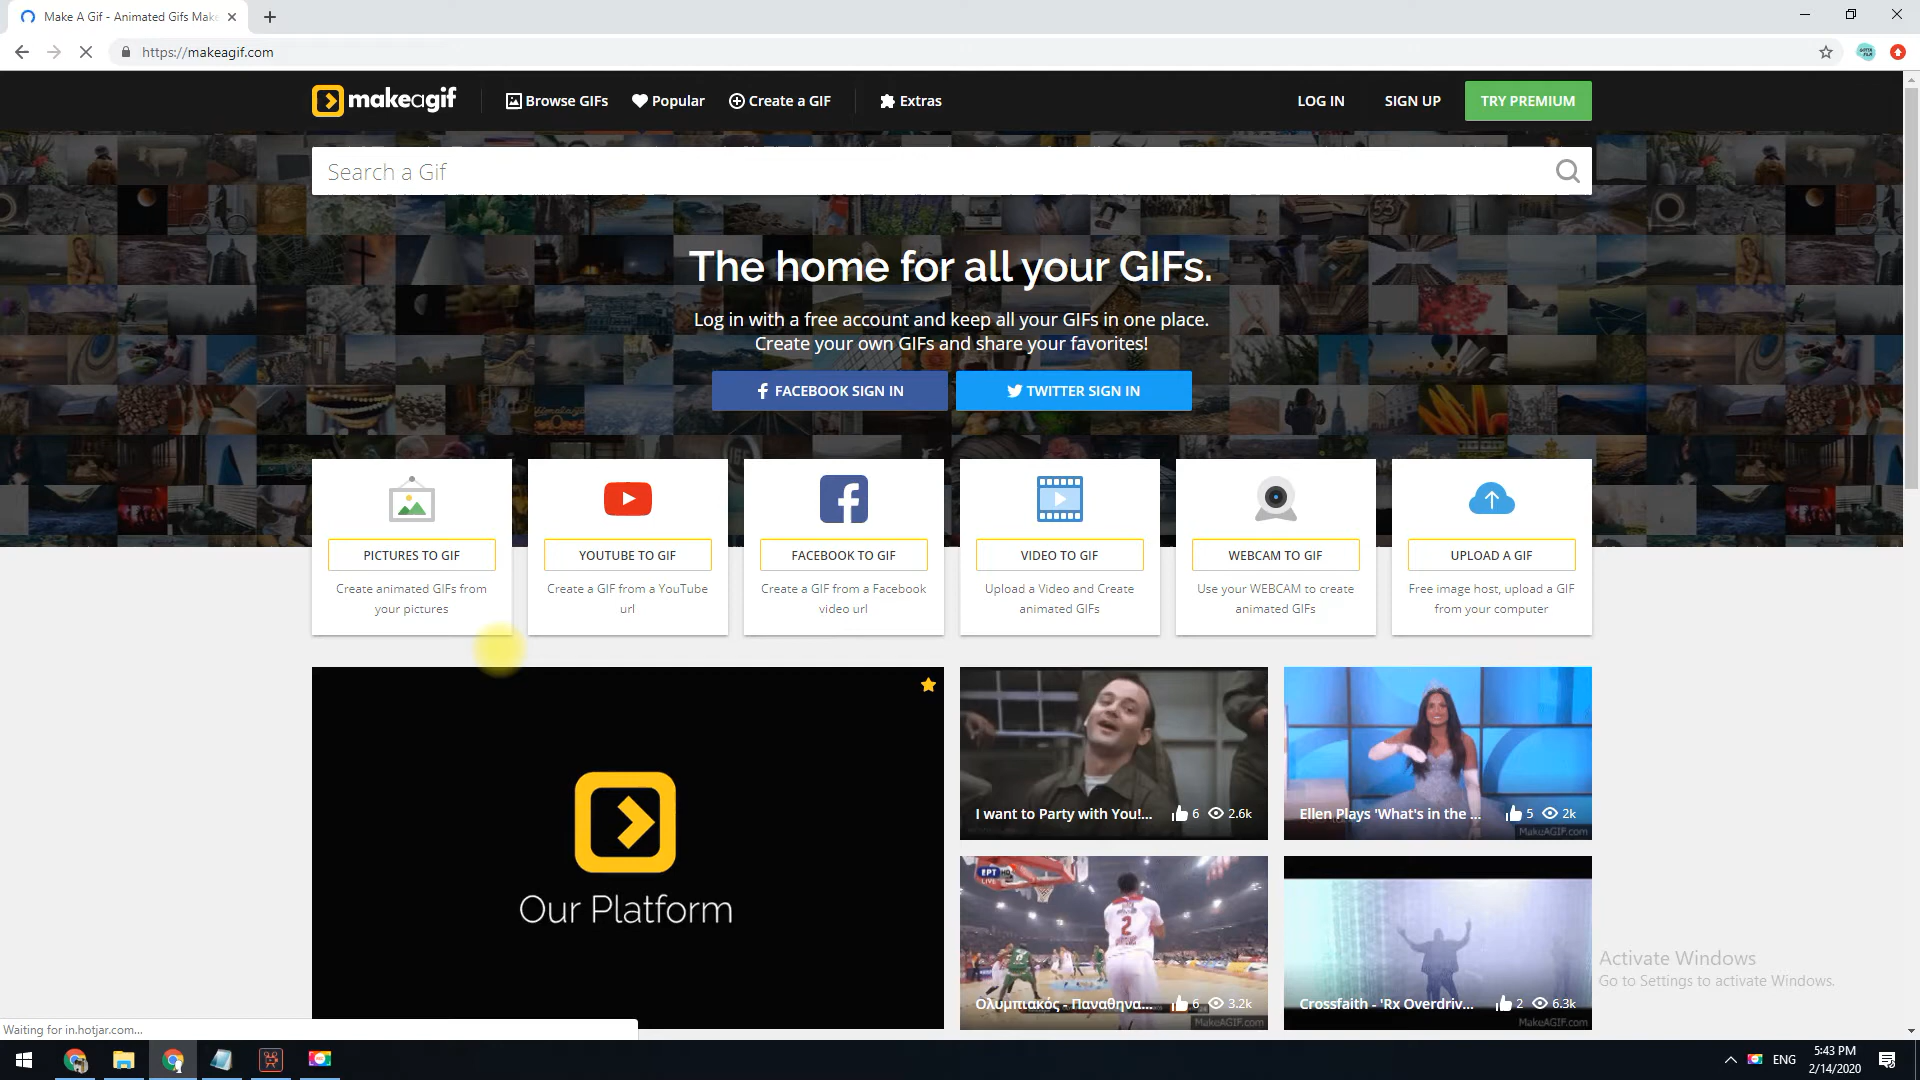 Make A Gif - Animated Gifs Make
https://makeagif.com
makeagif
Browse GIFs
Popular
Create a GIF
Extras
LOG IN
SIGN UP
TRY PREMIUM
Search a Gif
The home for all your GIFs.
Log in with a free account and keep all your GIFs in one place.
Create your own GIFs and share your favorites!
FACEBOOK SIGN IN
TWITTER SIGN IN
PICTURES TO GIF
Create animated GIFs from
your pictures
YOUTUBE TO GIF
Create a GIF from a YouTube
url
FACEBOOK TO GIF
Create a GIF from a Facebook
video url
VIDEO TO GIF
Upload a Video and Create
animated GIFs
WEBCAM TO GIF
Use your WEBCAM to create
animated GIFs
UPLOAD A GIF
Free image host, upload a GIF
from your computer
Our Platform
I want to Party with You!... 6 2.6k
Ellen Plays 'What's in the ... 5 2k
MakeAGIF.com
ΕΡΤ HD
LIVE
2
Ολυμπιακός - Παναθηνα... 6 3.2k
MakeAGIF.com
Crossfaith - 'Rx Overdriv... 2 6.3k
MakeAGIF.com
Activate Windows
Go to Settings to activate Windows.
Waiting for in.hotjar.com...
ENG
5:43 PM
2/14/2020